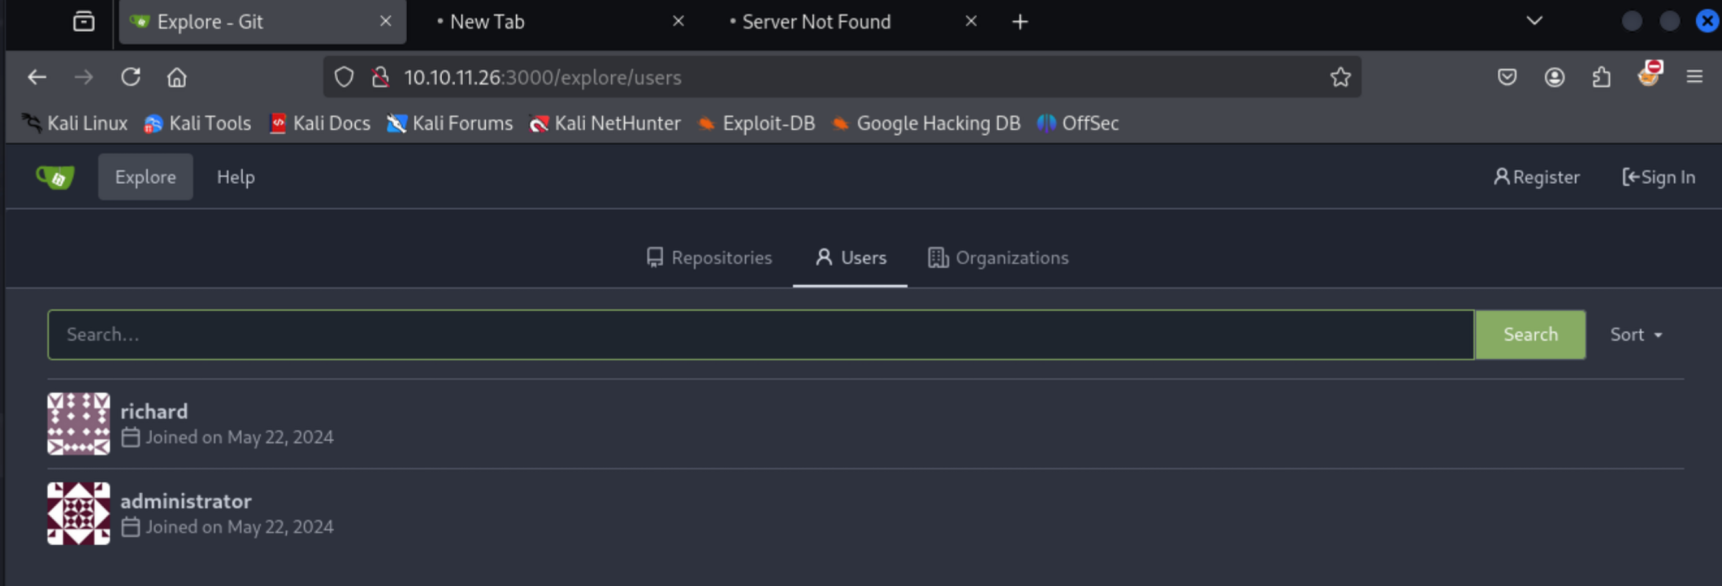 Explore - Git
New Tab
Server Not Found
10.10.11.26:3000/explore/users
Kali Linux Kali Tools Kali Docs Kali Forums Kali NetHunter Exploit-DB Google Hacking DB OffSec
Explore Help Register Sign In
Repositories Users Organizations
Search... Search Sort
richard
Joined on May 22, 2024
administrator
Joined on May 22, 2024